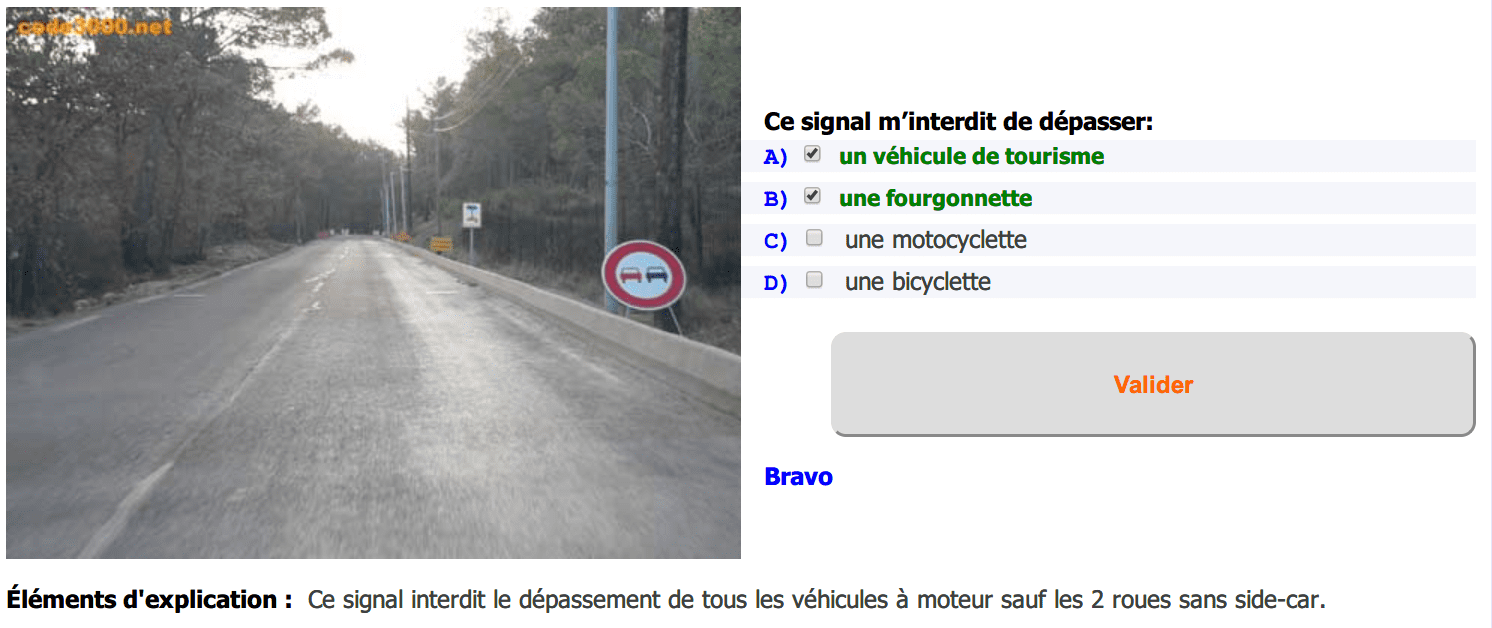 code3000.net
Ce signal m’interdit de dépasser:
A) un véhicule de tourisme
B) une fourgonnette
C) une motocyclette
D) une bicyclette
Valider
Bravo
Éléments d'explication : Ce signal interdit le dépassement de tous les véhicules à moteur sauf les 2 roues sans side-car.